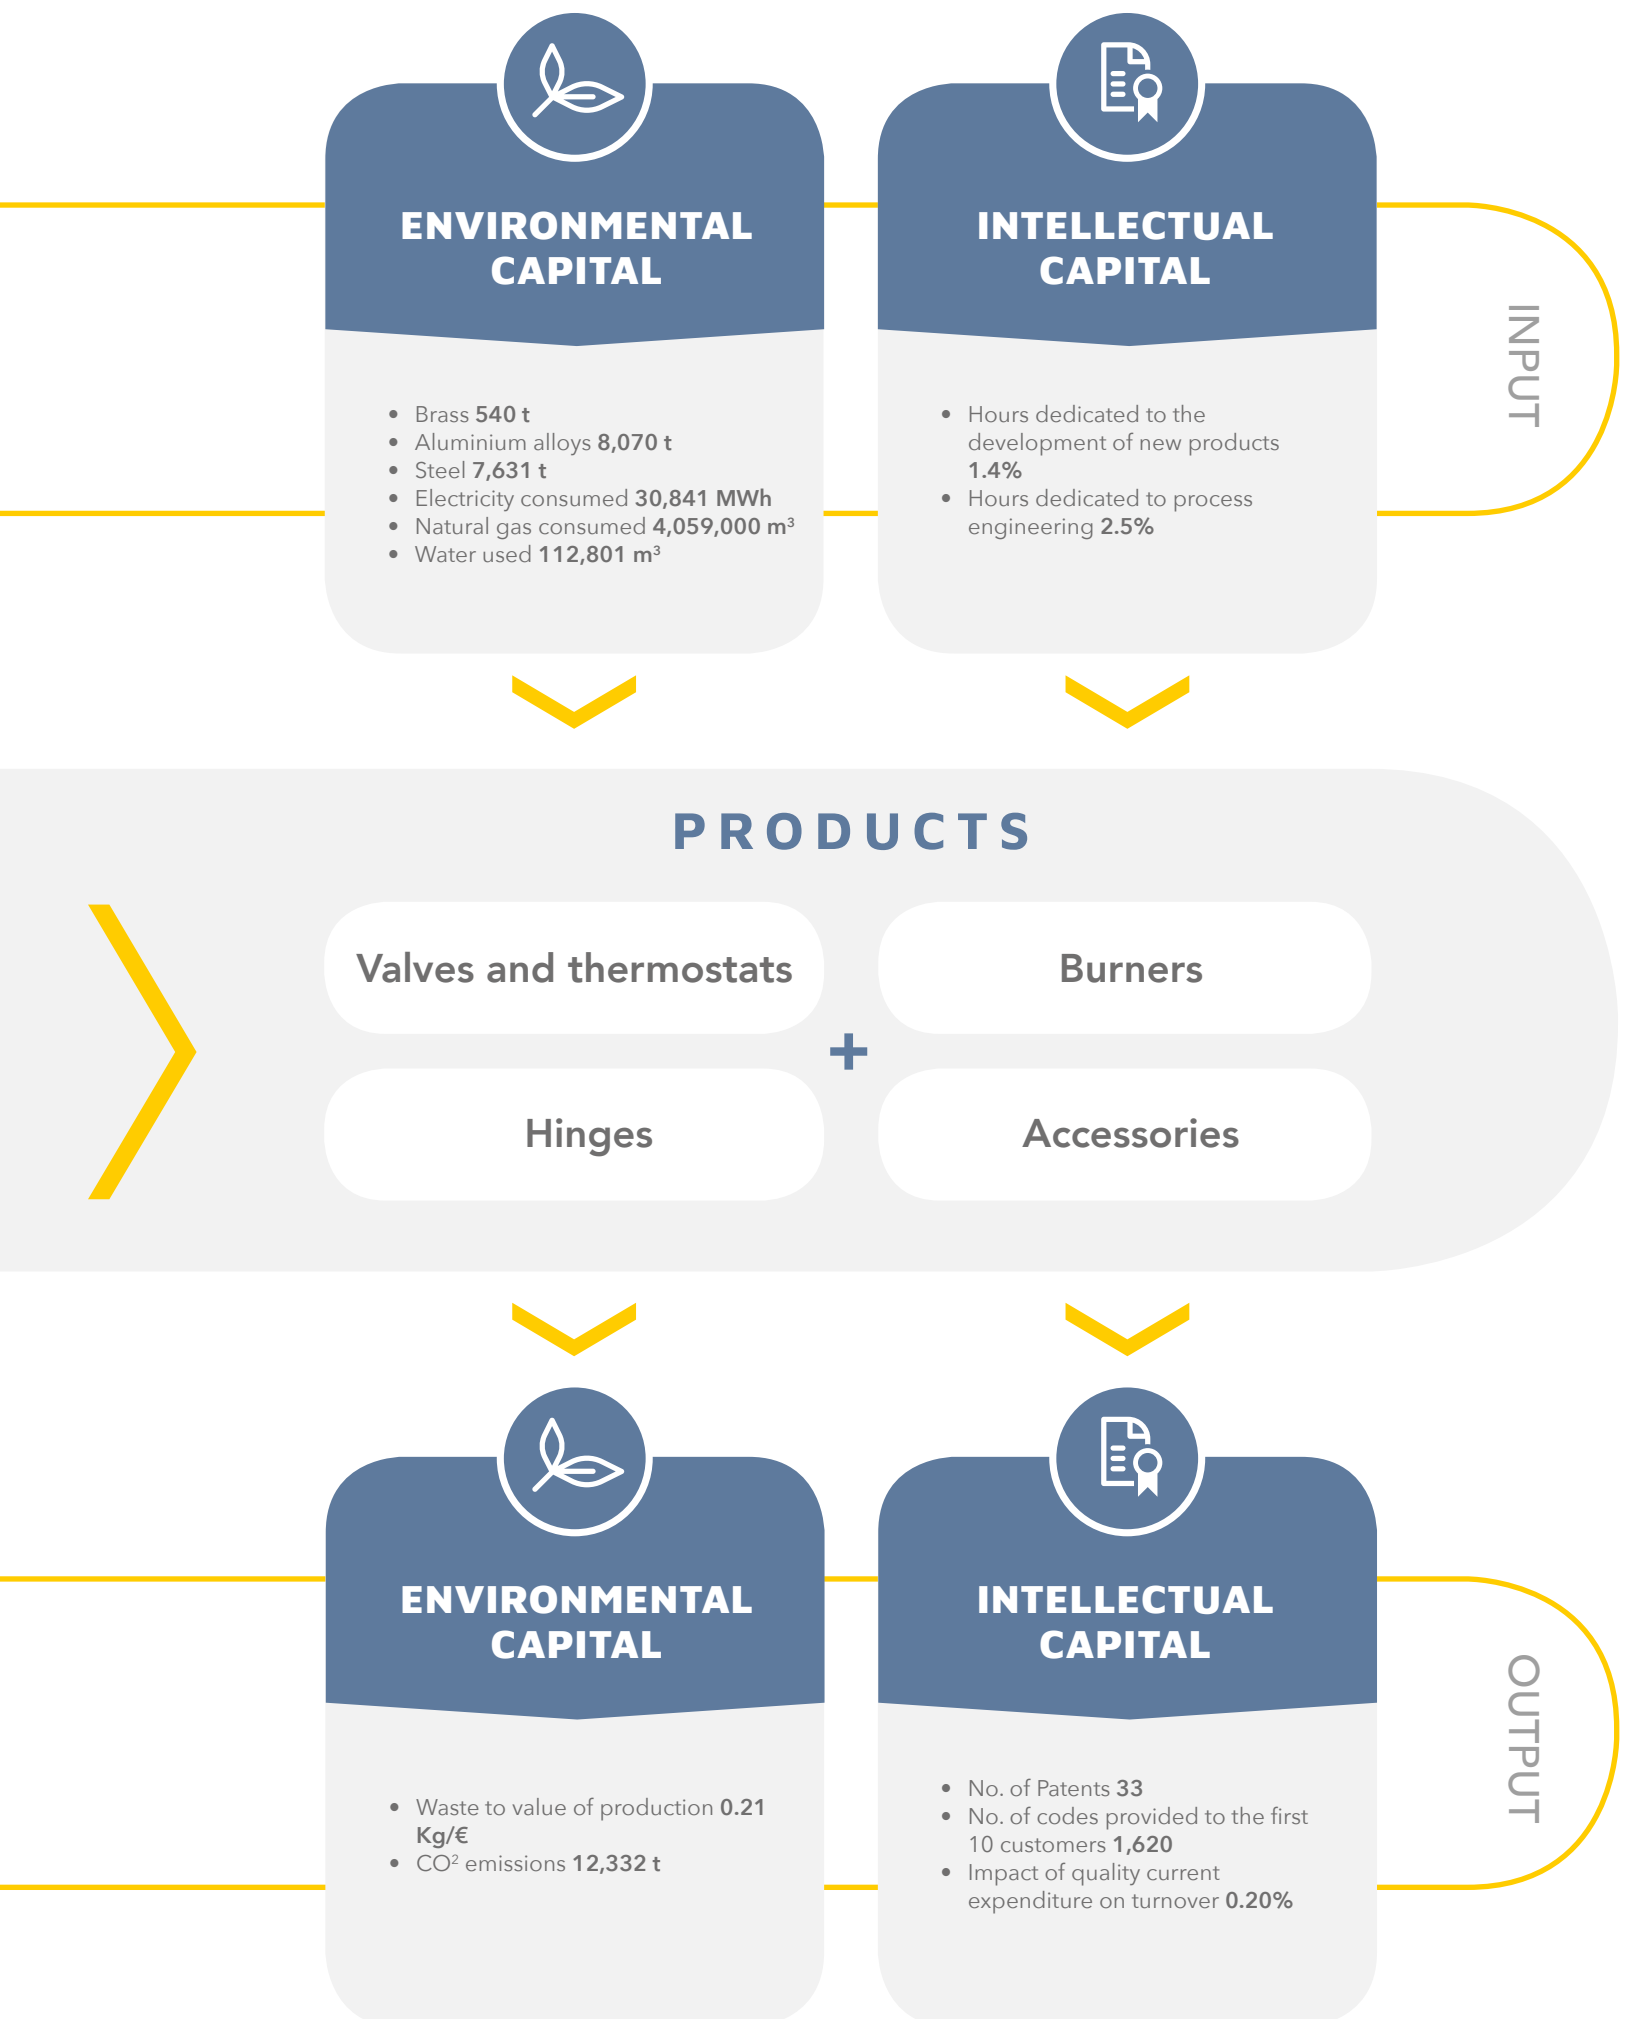 ENVIRONMENTAL
CAPITAL
• Brass 540 t
• Aluminium alloys 8,070 t
• Steel 7,631 t
• Electricity consumed 30,841 MWh
• Natural gas consumed 4,059,000 m³
• Water used 112,801 m³
INTELLECTUAL
CAPITAL
• Hours dedicated to the
development of new products
1.4%
• Hours dedicated to process
engineering 2.5%
INPUT
PRODUCTS
Valves and thermostats
Burners
+
Hinges
Accessories
ENVIRONMENTAL
CAPITAL
• Waste to value of production 0.21
Kg/€
• CO² emissions 12,332 t
INTELLECTUAL
CAPITAL
• No. of Patents 33
• No. of codes provided to the first
10 customers 1,620
• Impact of quality current
expenditure on turnover 0.20%
OUTPUT